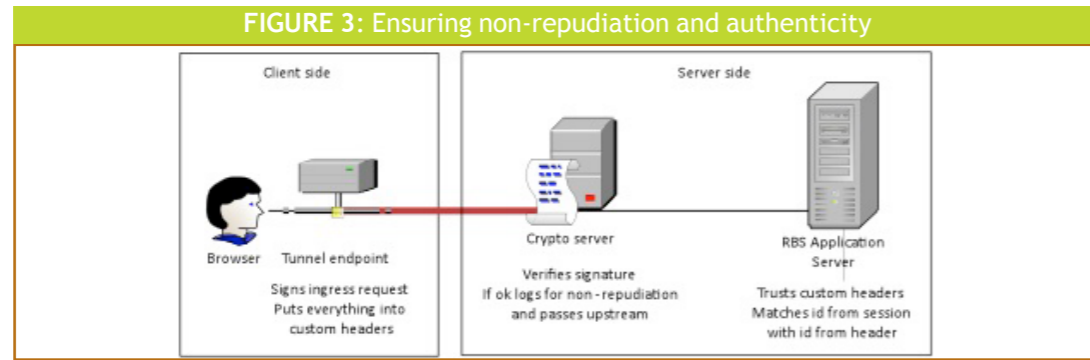 FIGURE 3: Ensuring non-repudiation and authenticity
Client side
Server side
Browser
Tunnel endpoint
Signs ingress request
Puts everything into
custom headers
Crypto server
Verifies signature
If ok logs for non-repudiation
and passes upstream
RBS Application
Server
Trusts custom headers
Matches id from session
with id from header